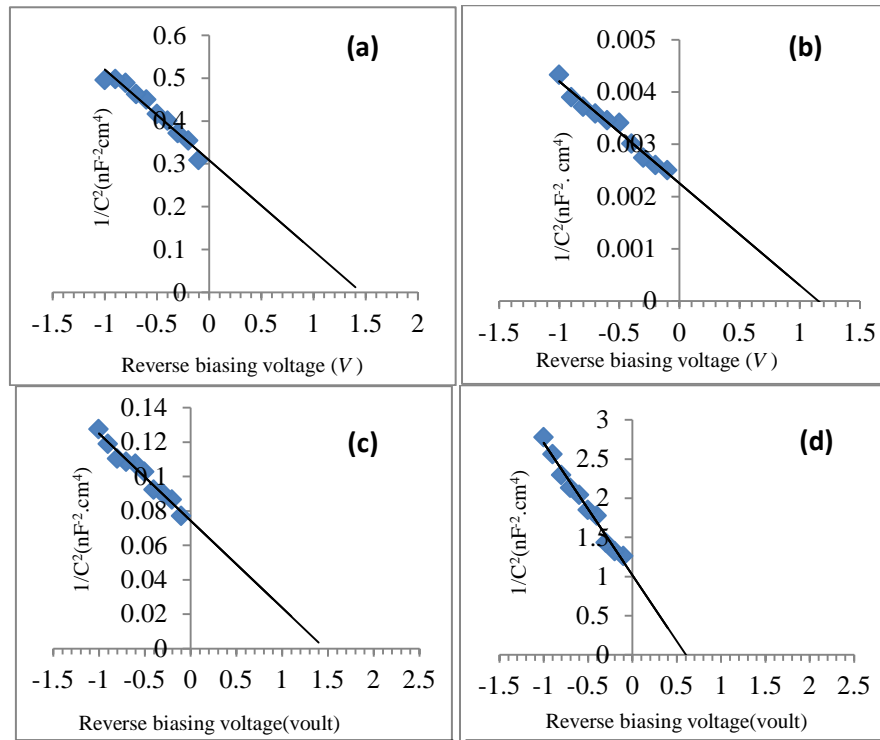 (a)
0.6
0.5
0.4
0.3
0.2
0.1
0
1/C²(nF⁻²cm⁴)
-1.5 -1 -0.5 0 0.5 1 1.5 2
Reverse biasing voltage (V )
(b)
0.005
0.004
0.003
0.002
0.001
0
1/C²(nF⁻². cm⁴)
-1.5 -1 -0.5 0 0.5 1 1.5
Reverse biasing voltage (V )
(c)
0.14
0.12
0.1
0.08
0.06
0.04
0.02
0
1/C²(nF⁻².cm⁴)
-1.5 -1 -0.5 0 0.5 1 1.5 2 2.5
Reverse biasing voltage(voult)
(d)
3
2.5
2
1.5
1
0.5
0
1/C²(nF⁻².cm⁴)
-1.5 -1 -0.5 0 0.5 1 1.5 2 2.5
Reverse biasing voltage(voult)